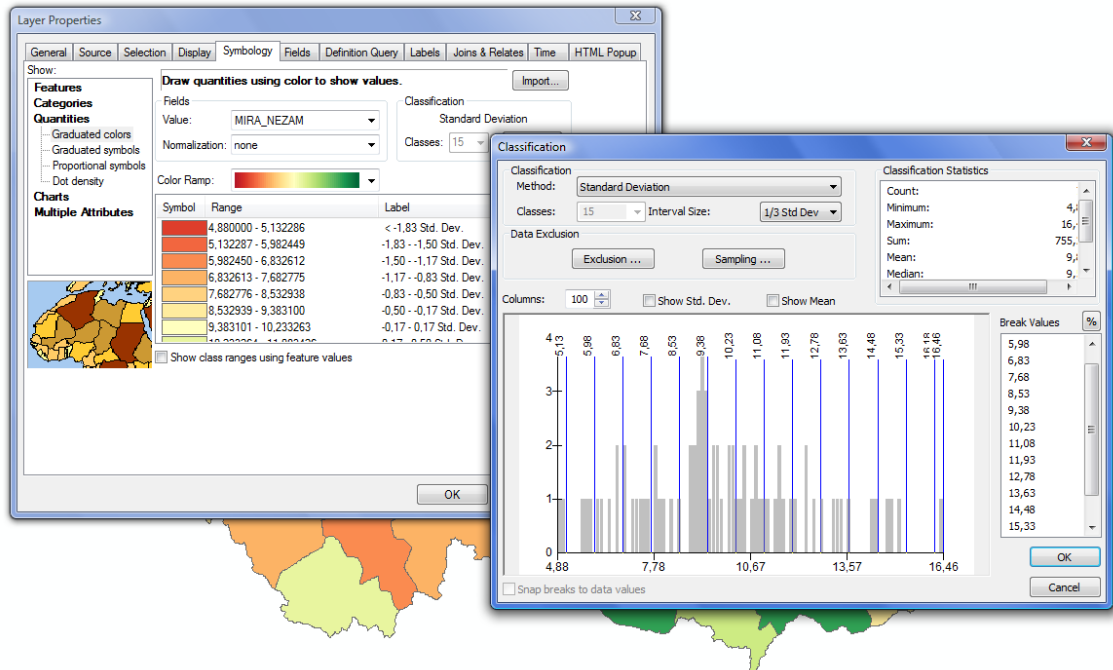 Layer Properties
General Source Selection Display Symbology Fields Definition Query Labels Joins & Relates Time HTML Popup
Show:
Features
Categories
Quantities
Graduated colors
Graduated symbols
Proportional symbols
Dot density
Charts
Multiple Attributes
Draw quantities using color to show values.
Import...
Fields
Value: MIRA_NEZAM
Normalization: none
Classification
Standard Deviation
Classes: 15
Color Ramp:
Symbol Range Label
4,880000 - 5,132286 < -1,83 Std. Dev.
5,132287 - 5,982449 -1,83 - -1,50 Std. Dev.
5,982450 - 6,832612 -1,50 - -1,17 Std. Dev.
6,832613 - 7,682775 -1,17 - -0,83 Std. Dev.
7,682776 - 8,532938 -0,83 - -0,50 Std. Dev.
8,532939 - 9,383100 -0,50 - -0,17 Std. Dev.
9,383101 - 10,233263 -0,17 - 0,17 Std. Dev.
Show class ranges using feature values
OK
Classification
Classification
Method: Standard Deviation
Classes: 15 Interval Size: 1/3 Std Dev
Data Exclusion
Exclusion ... Sampling ...
Classification Statistics
Count:
Minimum: 4,
Maximum: 16,
Sum: 755,
Mean: 9,
Median: 9,
Columns: 100 Show Std. Dev. Show Mean
5,13 5,98 6,83 7,68 8,53 9,38 10,23 11,08 11,93 12,78 13,63 14,48 15,33 16,18 16,46
4
3
2
1
0
4,88 7,78 10,67 13,57 16,46
Break Values %
5,98
6,83
7,68
8,53
9,38
10,23
11,08
11,93
12,78
13,63
14,48
15,33
Snap breaks to data values
OK
Cancel